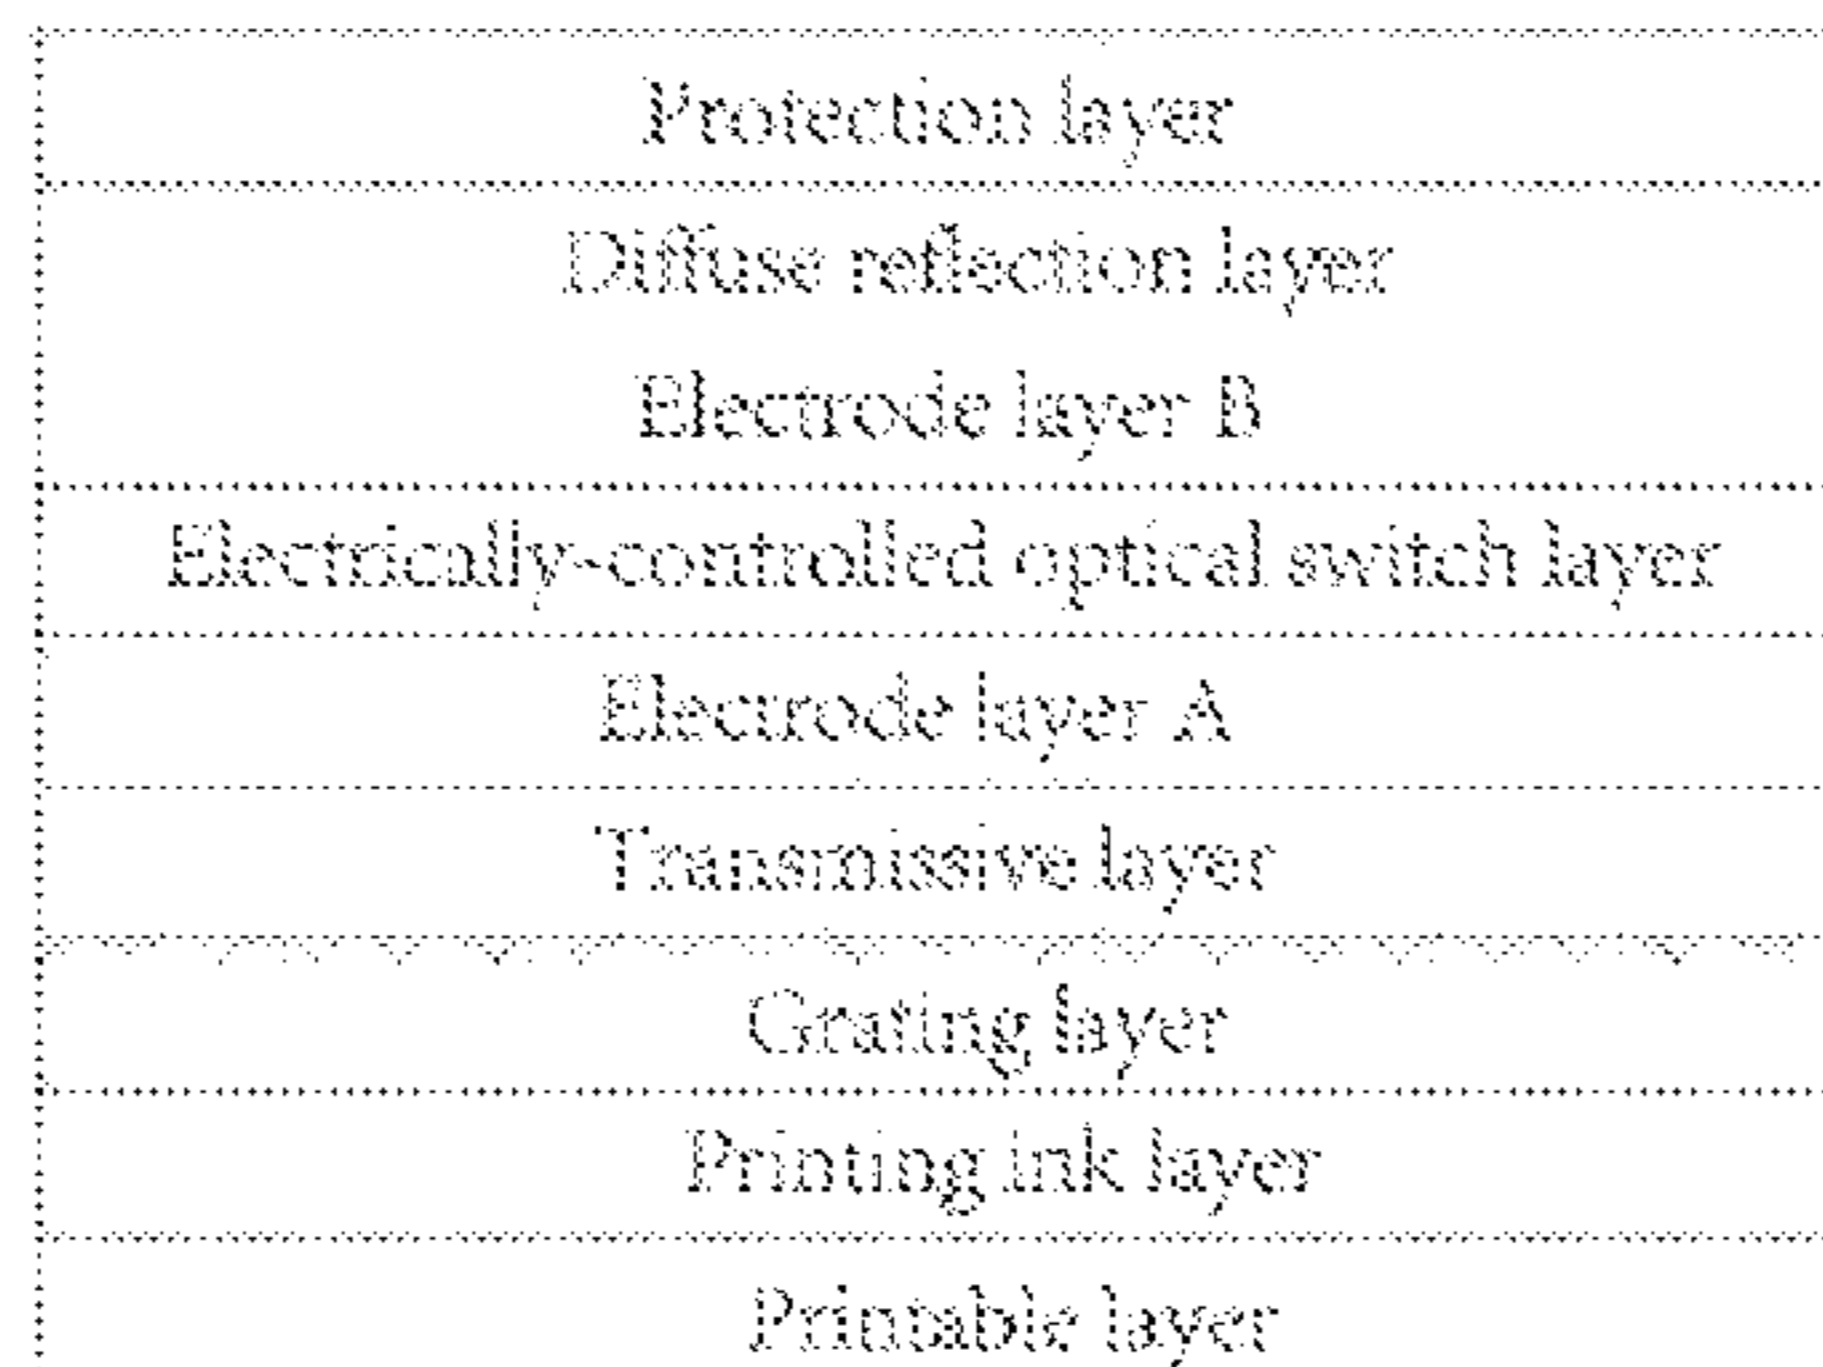 Protection layer
Diffuse reflection layer
Electrode layer B
Electrically-controlled optical switch layer
Electrode layer A
Transmissive layer
Grating layer
Printing ink layer
Printable layer